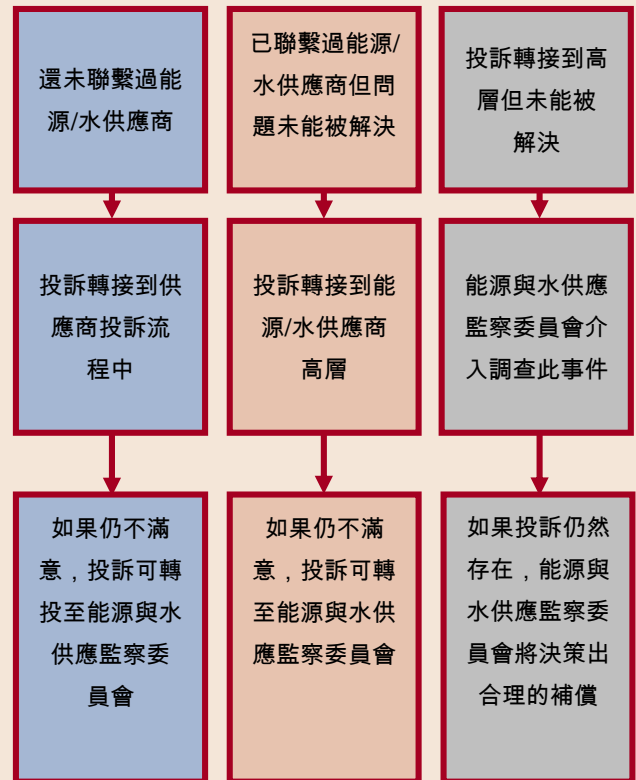 還未聯繫過能
源/水供應商
已聯繫過能源/
水供應商但問
題未能被解決
投訴轉接到高
層但未能被
解決
投訴轉接到供
應商投訴流
程中
投訴轉接到能
源/水供應商
高層
能源與水供應
監察委員會介
入調查此事件
如果仍不滿
意，投訴可轉
投至能源與水
供應監察委
員會
如果仍不滿
意，投訴可轉
至能源與水供
應監察委員會
如果投訴仍然
存在，能源與
水供應監察委
員會將決策出
合理的補償